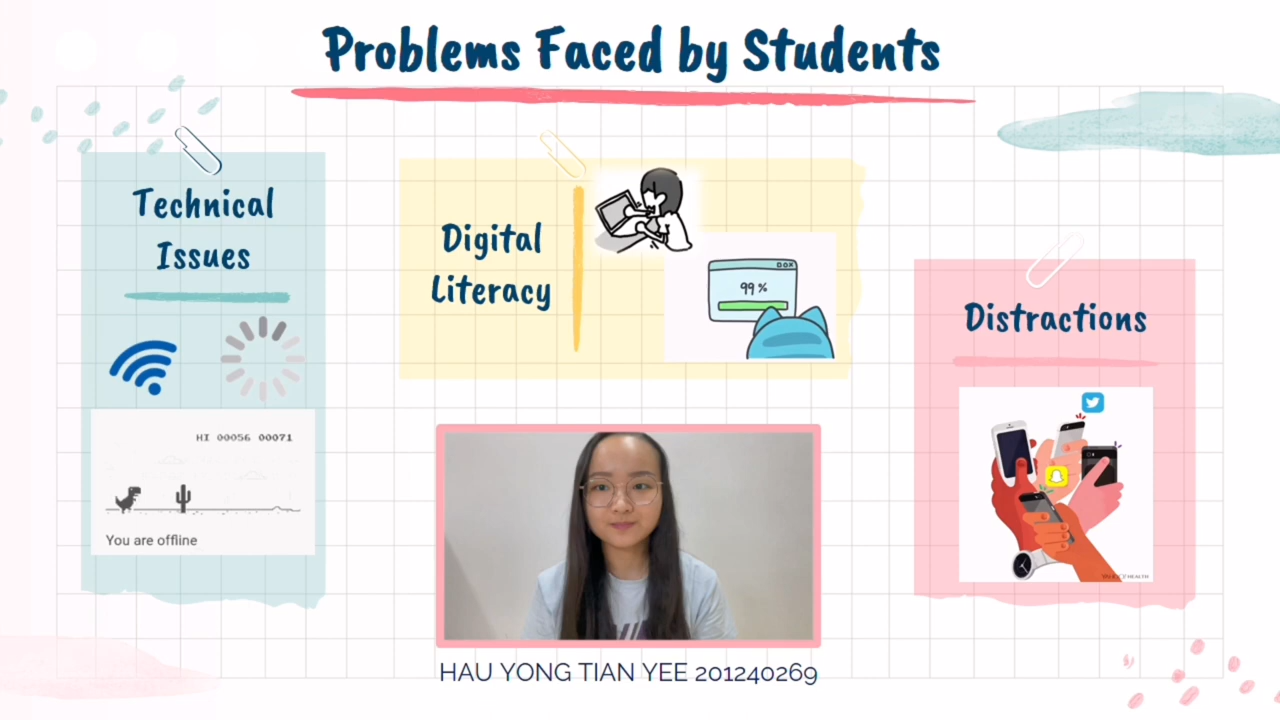 Problems Faced by Students
Technical
Issues
HI 00056 00071
You are offline
Digital
Literacy
99%
Distractions
HAU YONG TIAN YEE 201240269